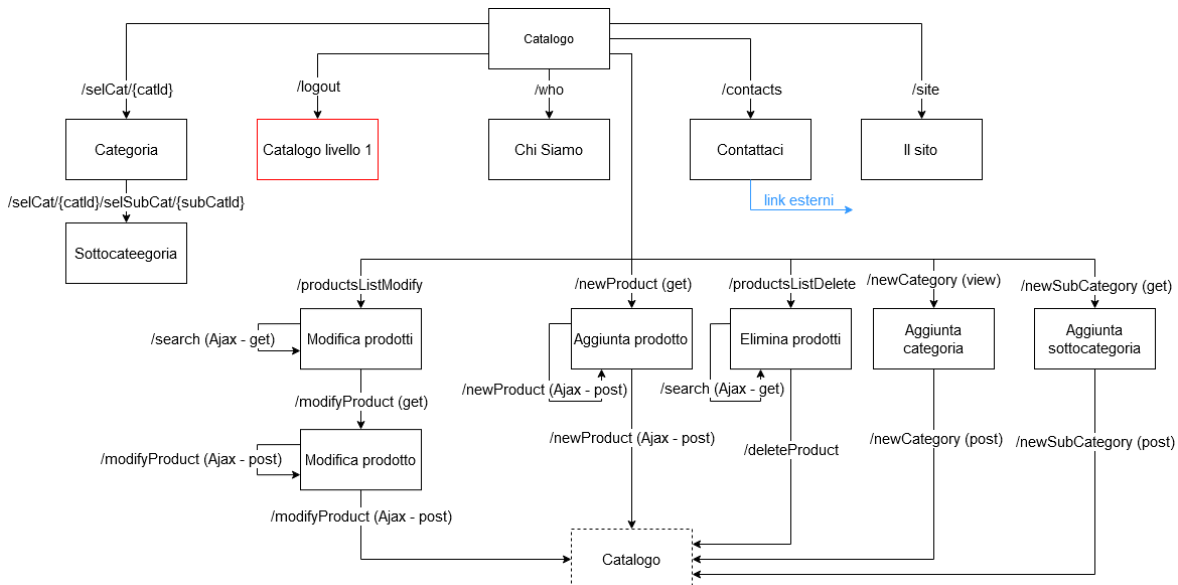 Catalogo
/selCat/{catId}
/logout
/who
/contacts
/site
Categoria
Catalogo livello 1
Chi Siamo
Contattaci
Il sito
/selCat/{catId}/selSubCat/{subCatId}
link esterni
Sottocateegoria
/productsListModify
/newProduct (get)
/productsListDelete
/newCategory (view)
/newSubCategory (get)
/search (Ajax - get)
Modifica prodotti
Aggiunta prodotto
Elimina prodotti
Aggiunta
categoria
Aggiunta
sottocategoria
/newProduct (Ajax - post)
/search (Ajax - get)
/modifyProduct (get)
/newProduct (Ajax - post)
/deleteProduct
/newCategory (post)
/newSubCategory (post)
/modifyProduct (Ajax - post)
Modifica prodotto
/modifyProduct (Ajax - post)
Catalogo